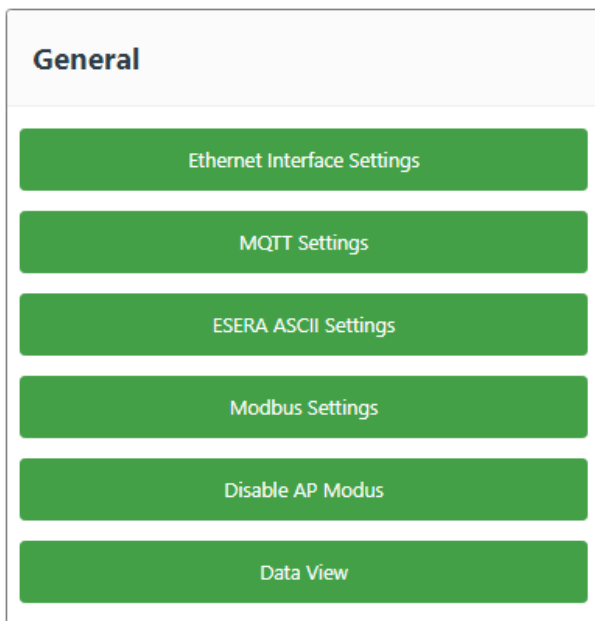 General
Ethernet Interface Settings
MQTT Settings
ESERA ASCII Settings
Modbus Settings
Disable AP Modus
Data View